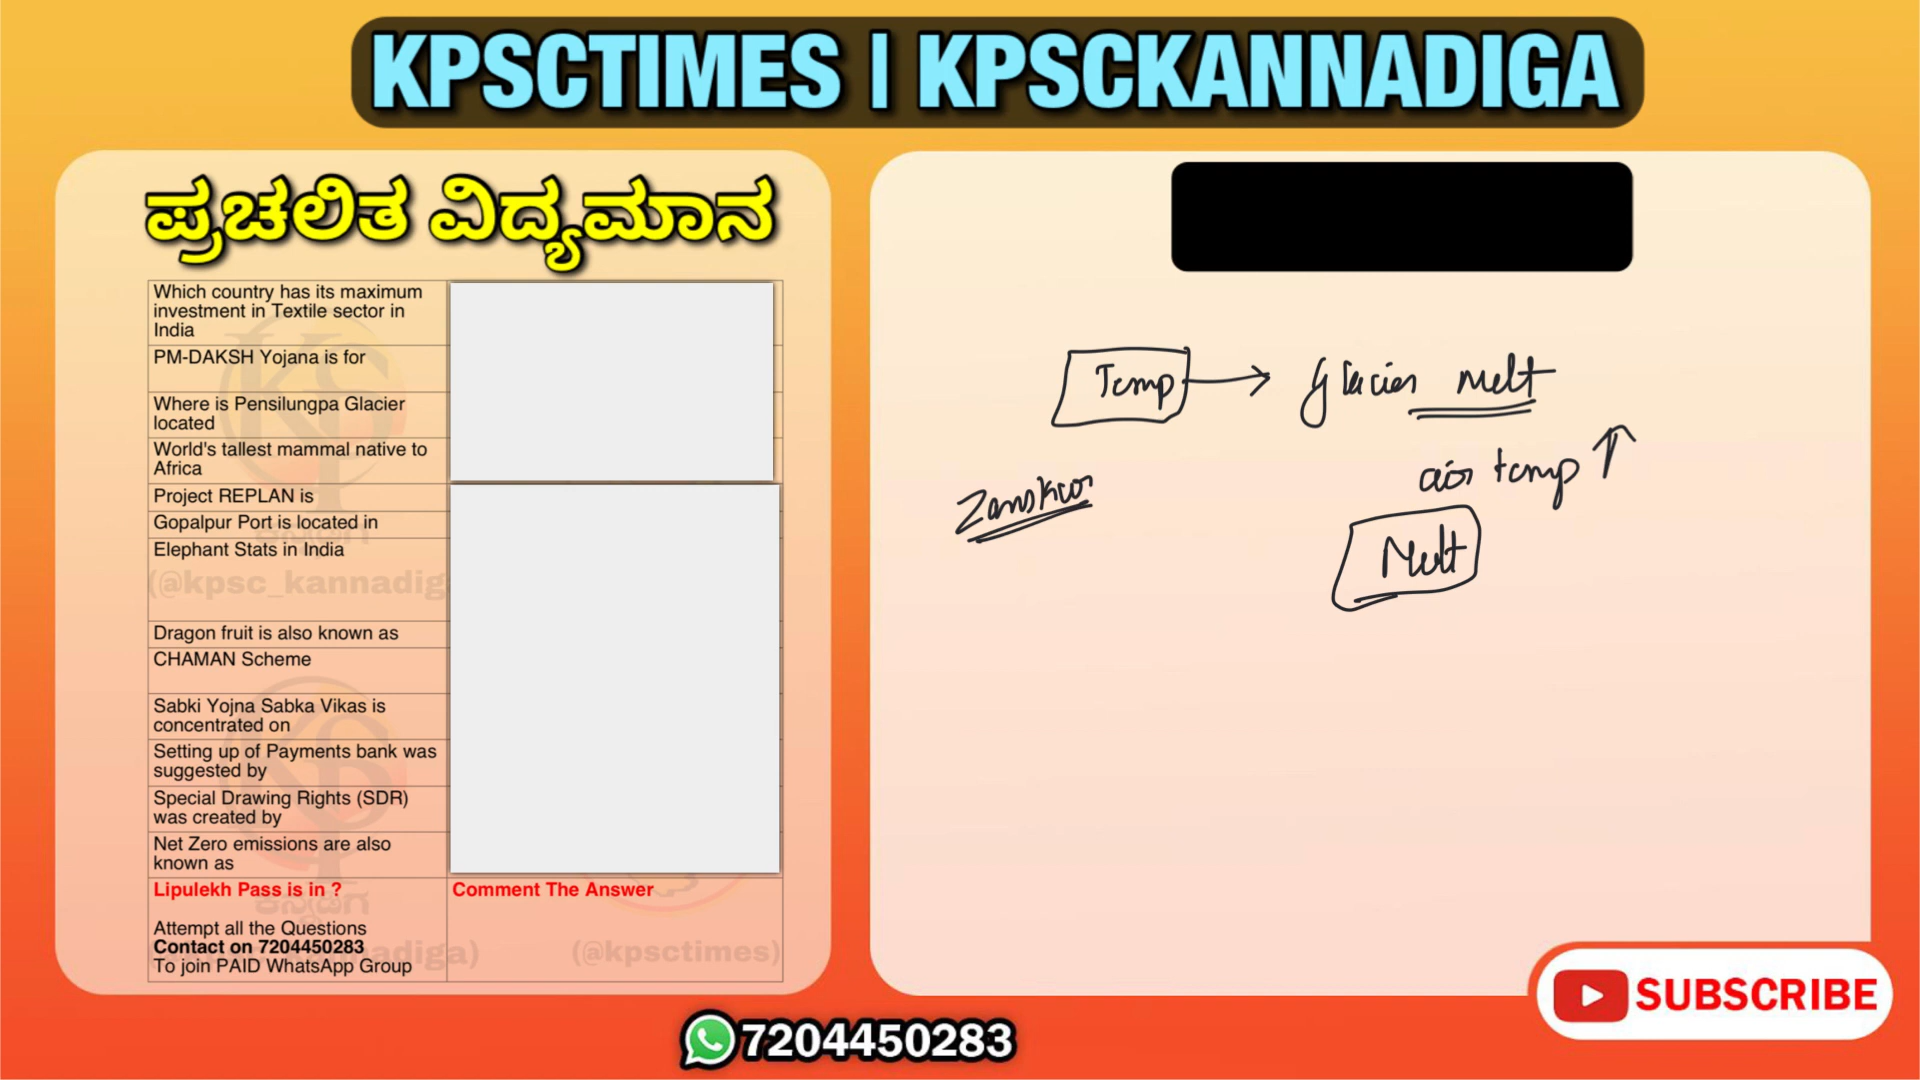 KPSCTIMES | KPSCKANNADIGA
ಪ್ರಚಲಿತ ವಿದ್ಯಮಾನ
Which country has its maximum
investment in Textile sector in
India
PM-DAKSH Yojana is for
Where is Pensilungpa Glacier
located
World's tallest mammal native to
Africa
Project REPLAN is
Gopalpur Port is located in
Elephant Stats in India
(@kpsc_kannadig
Dragon fruit is also known as
CHAMAN Scheme
Sabki Yojna Sabka Vikas is
concentrated on
Setting up of Payments bank was
suggested by
Special Drawing Rights (SDR)
was created by
Net Zero emissions are also
known as
Lipulekh Pass is in ? Comment The Answer
ಕನ್ನಡಿಗ
Attempt all the Questions
Contact on 7204450283
To join PAID WhatsApp Group
(@kpsctimes)
Temp → glacier melt
air temp ↑
Zanskar
Melt
SUBSCRIBE
7204450283